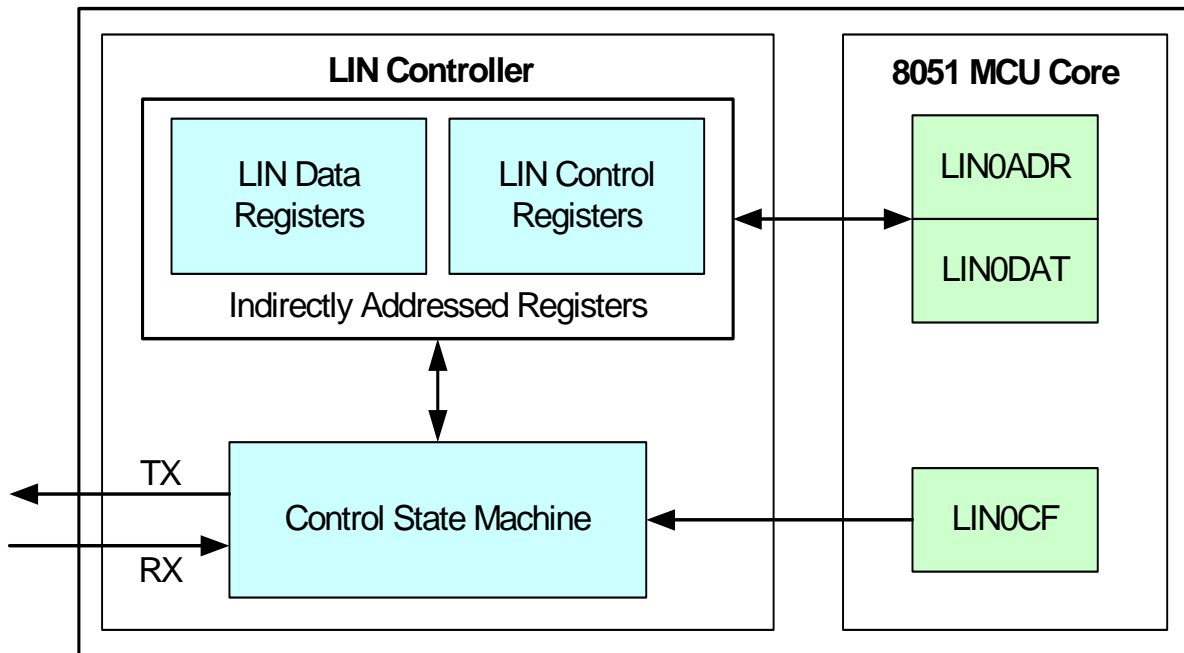 LIN Controller
LIN Data
Registers
LIN Control
Registers
Indirectly Addressed Registers
TX
RX
Control State Machine
8051 MCU Core
LIN0ADR
LIN0DAT
LIN0CF